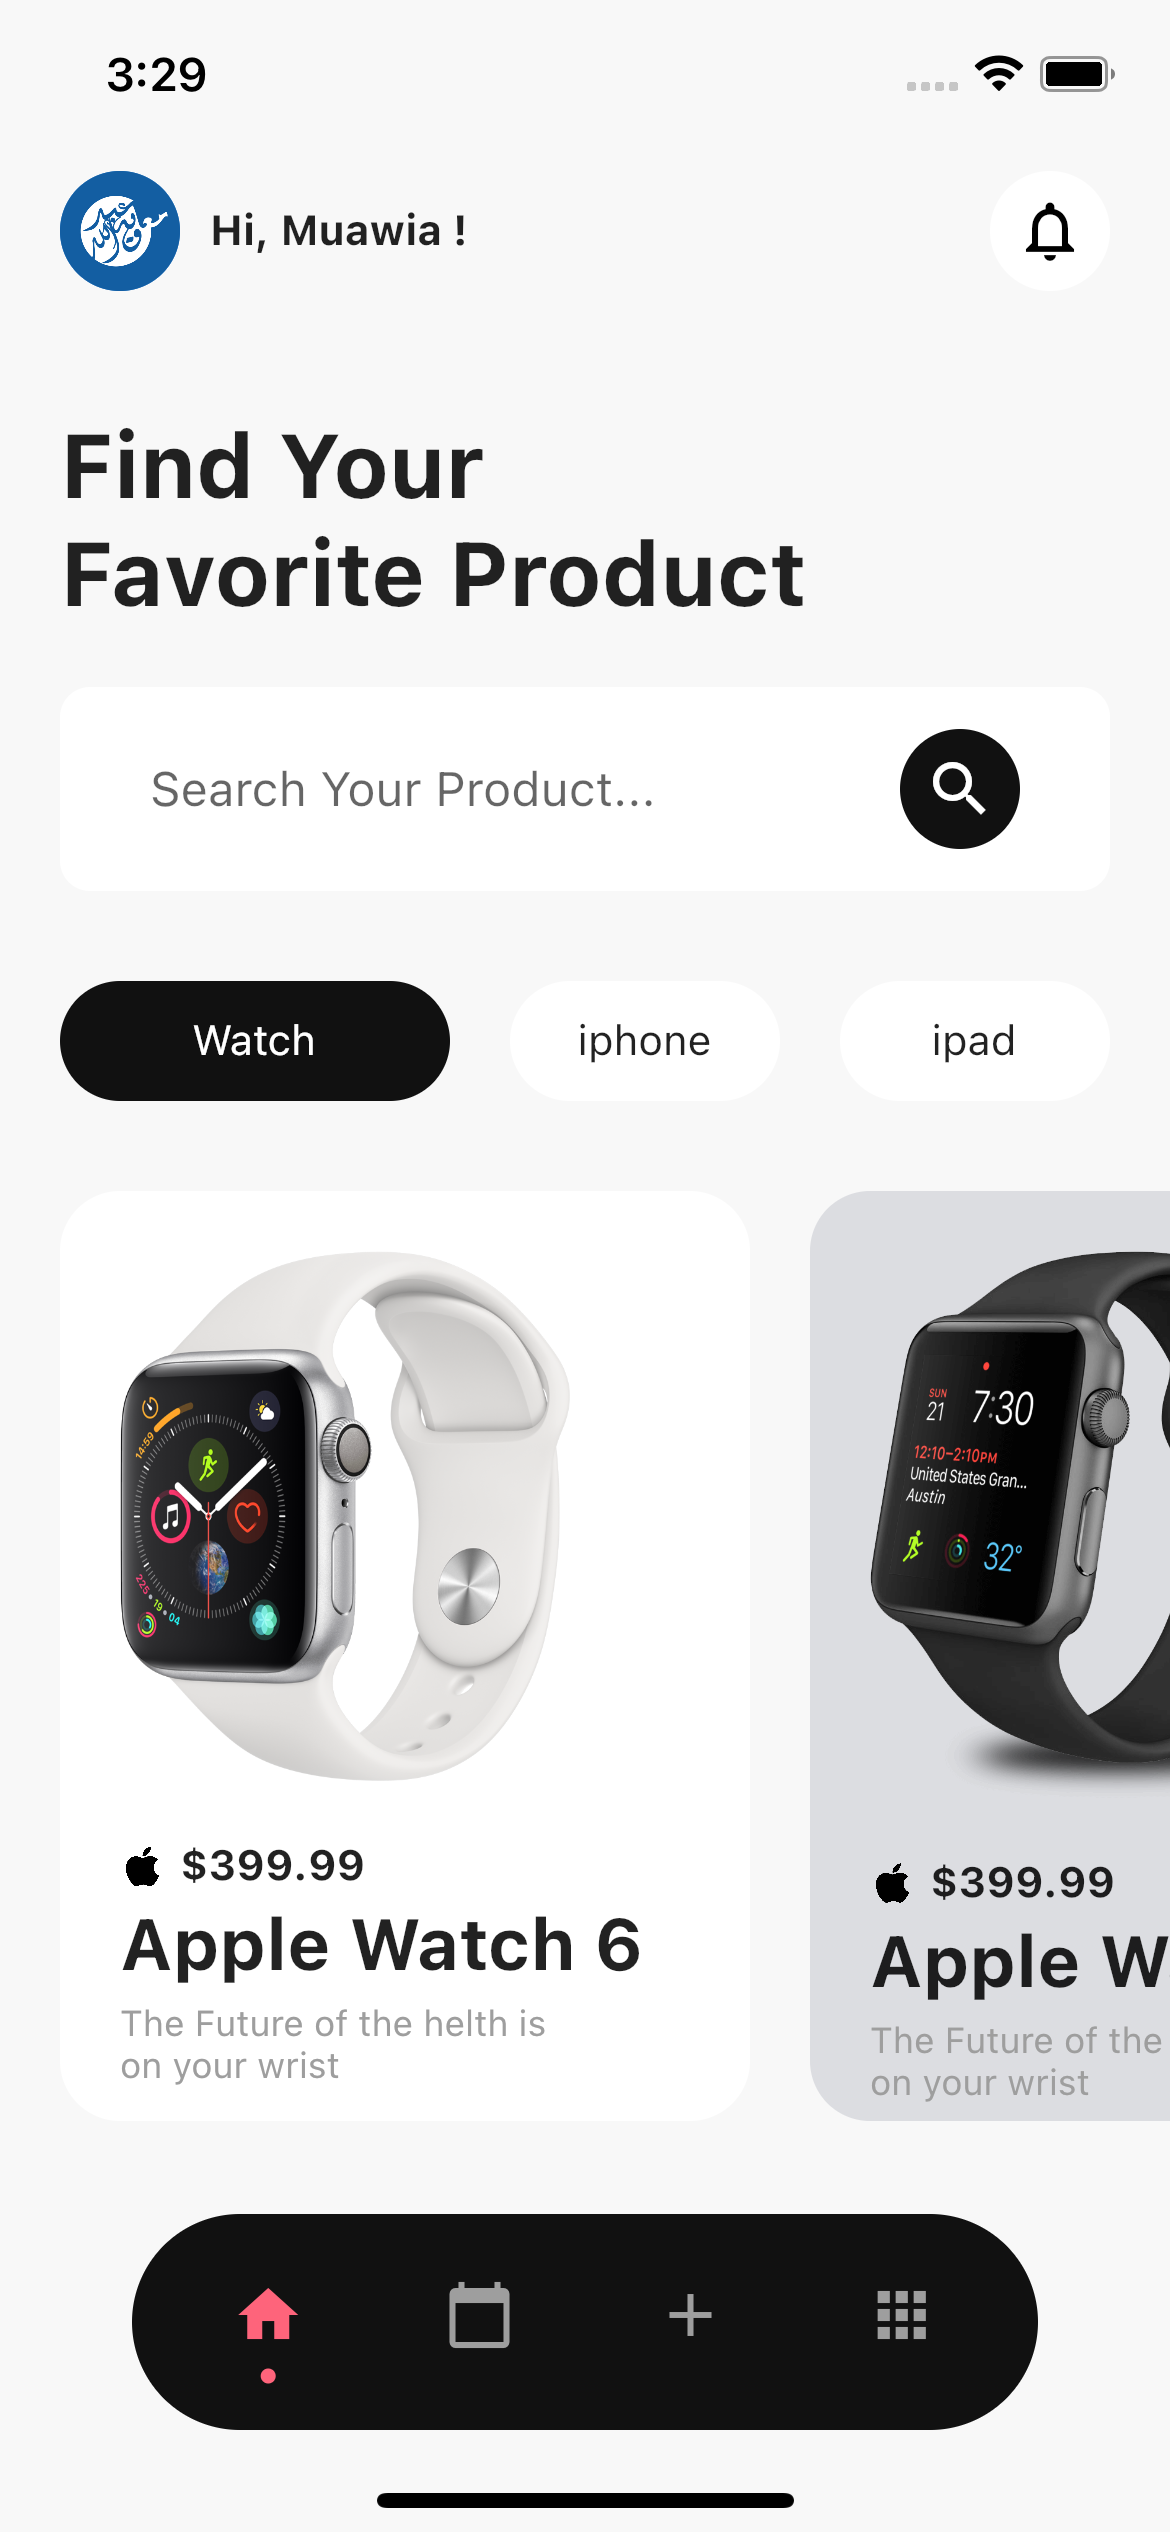 3:29
Hi, Muawia !
Find Your
Favorite Product
Search Your Product...
Watch
iphone
ipad
14:59
225 19 04
SUN
21
7:30
12:10–2:10PM
United States Gran...
Austin
32°
$399.99
Apple Watch 6
The Future of the helth is
on your wrist
$399.99
Apple W
The Future of the
on your wrist